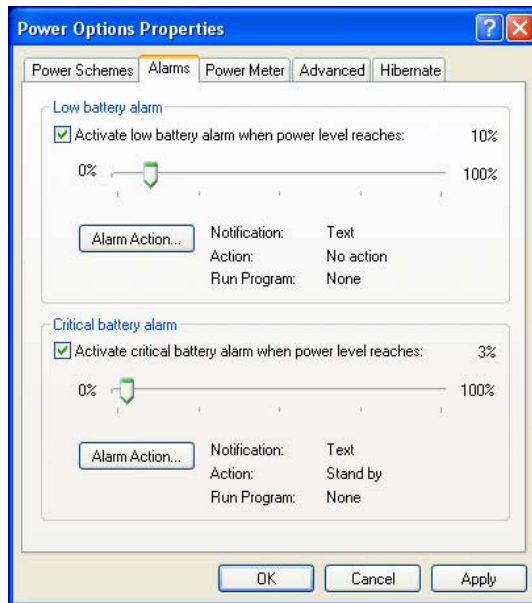 Power Options Properties
Power Schemes Alarms Power Meter Advanced Hibernate
Low battery alarm
Activate low battery alarm when power level reaches: 10%
0% 100%
Alarm Action... Notification: Text
Action: No action
Run Program: None
Critical battery alarm
Activate critical battery alarm when power level reaches: 3%
0% 100%
Alarm Action... Notification: Text
Action: Stand by
Run Program: None
OK Cancel Apply